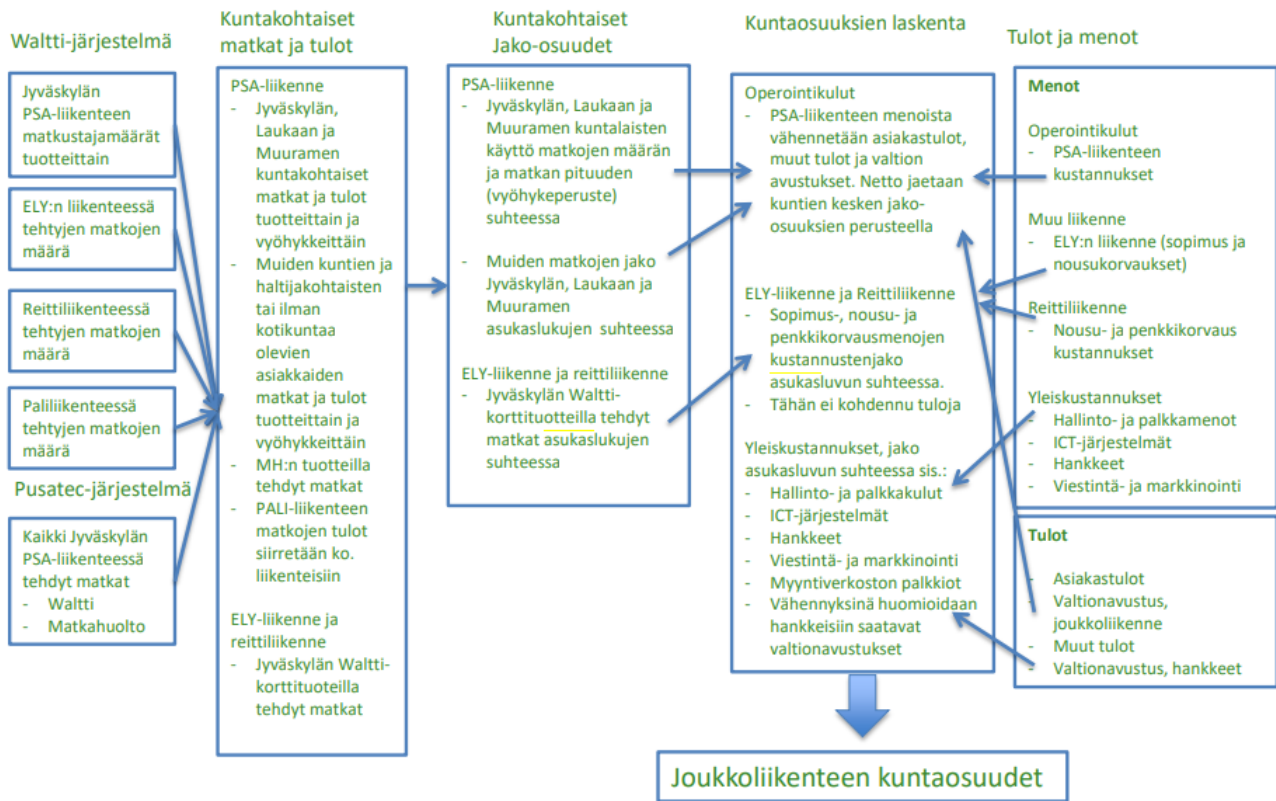 Waltti-järjestelmä
Jyväskylän
PSA-liikenteen
matkustajamäärät
tuotteittain
ELY:n liikenteessä
tehtyjen matkojen
määrä
Reittiliikenteessä
tehtyjen matkojen
määrä
Paliliikenteessä
tehtyjen matkojen
määrä
Pusatec-järjestelmä
Kaikki Jyväskylän
PSA-liikenteessä
tehdyt matkat
- Waltti
- Matkahuolto
Kuntakohtaiset
matkat ja tulot
PSA-liikenne
- Jyväskylän,
Laukaan ja
Muuramen
kuntakohtaiset
matkat ja tulot
tuotteittain ja
vyöhykkeittäin
- Muiden kuntien ja
haltijakohtaisten
tai ilman
kotikuntaa
olevien
asiakkaiden
matkat ja tulot
tuotteittain ja
vyöhykkeittäin
- MH:n tuotteilla
tehdyt matkat
- PALI-liikenteen
matkojen tulot
siirretään ko.
liikenteisiin
ELY-liikenne ja
reittiliikenne
- Jyväskylän Waltti-
korttituoteilla
tehdyt matkat
Kuntakohtaiset
Jako-osuudet
PSA-liikenne
- Jyväskylän, Laukaan ja
Muuramen kuntalaisten
käyttö matkojen määrän
ja matkan pituuden
(vyöhykeperuste)
suhteessa
- Muiden matkojen jako
Jyväskylän, Laukaan ja
Muuramen
asukaslukujen suhteessa
ELY-liikenne ja reittiliikenne
- Jyväskylän Waltti-
korttituotteilla tehdyt
matkat asukaslukujen
suhteessa
Kuntaosuuksien laskenta
Operointikulut
- PSA-liikenteen menoista
vähennetään asiakastulot,
muut tulot ja valtion
avustukset. Netto jaetaan
kuntien kesken jako-
osuuksien perusteella
ELY-liikenne ja Reittiliikenne
- Sopimus-, nousu- ja
penkkikorvausmenojen
kustannustenjako
asukasluvun suhteessa.
- Tähän ei kohdennu tuloja
Yleiskustannukset, jako
asukasluvun suhteessa sis.:
- Hallinto- ja palkkakulut
- ICT-järjestelmät
- Hankkeet
- Viestintä- ja markkinointi
- Myyntiverkoston palkkiot
- Vähennyksinä huomioidaan
hankkeisiin saatavat
valtionavustukset
Tulot ja menot
Menot
Operointikulut
- PSA-liikenteen
kustannukset
Muu liikenne
- ELY:n liikenne (sopimus ja
nousukorvaukset)
Reittiliikenne
- Nousu- ja penkkikorvaus
kustannukset
Yleiskustannukset
- Hallinto- ja palkkamenot
- ICT-järjestelmät
- Hankkeet
- Viestintä- ja markkinointi
Tulot
- Asiakastulot
- Valtionavustus,
joukkoliikenne
- Muut tulot
- Valtionavustus, hankkeet
Joukkoliikenteen kuntaosuudet